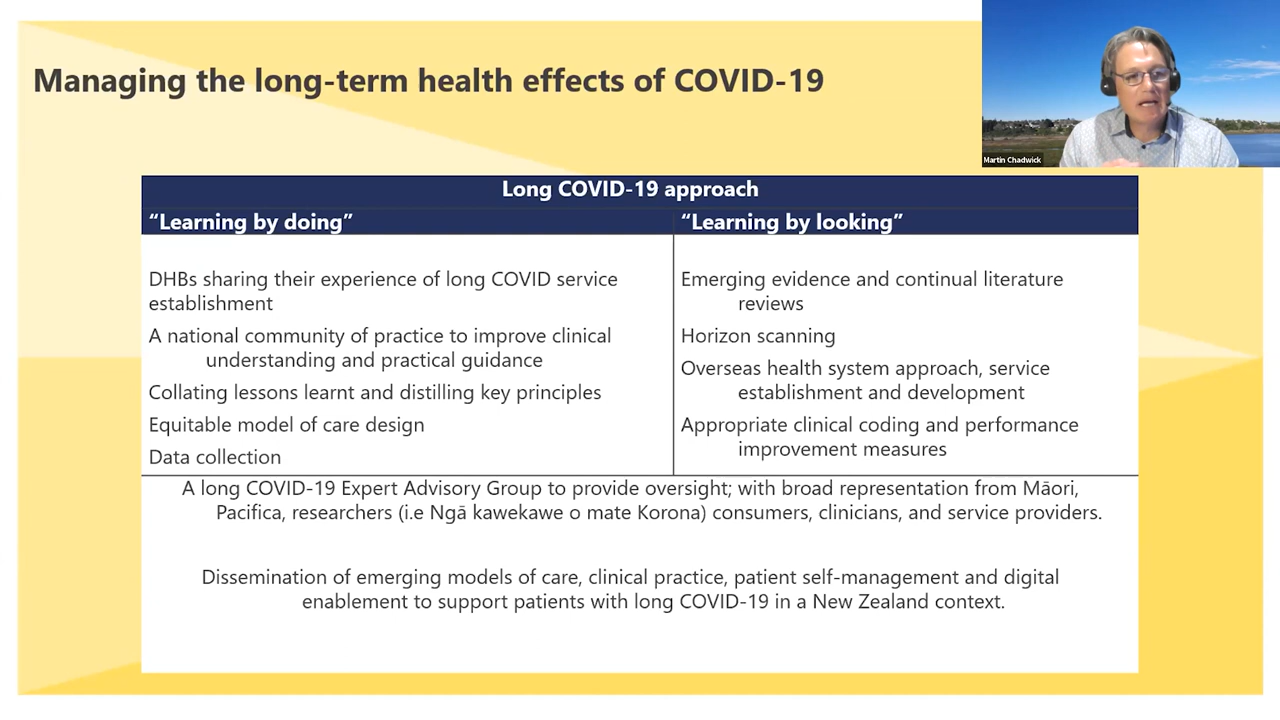 Managing the long-term health effects of COVID-19
Martin Chadwick
Long COVID-19 approach
“Learning by doing”
“Learning by looking”
DHBs sharing their experience of long COVID service
establishment
A national community of practice to improve clinical
understanding and practical guidance
Collating lessons learnt and distilling key principles
Equitable model of care design
Data collection
Emerging evidence and continual literature
reviews
Horizon scanning
Overseas health system approach, service
establishment and development
Appropriate clinical coding and performance
improvement measures
A long COVID-19 Expert Advisory Group to provide oversight; with broad representation from Māori,
Pacifica, researchers (i.e Ngā kawekawe o mate Korona) consumers, clinicians, and service providers.
Dissemination of emerging models of care, clinical practice, patient self-management and digital
enablement to support patients with long COVID-19 in a New Zealand context.